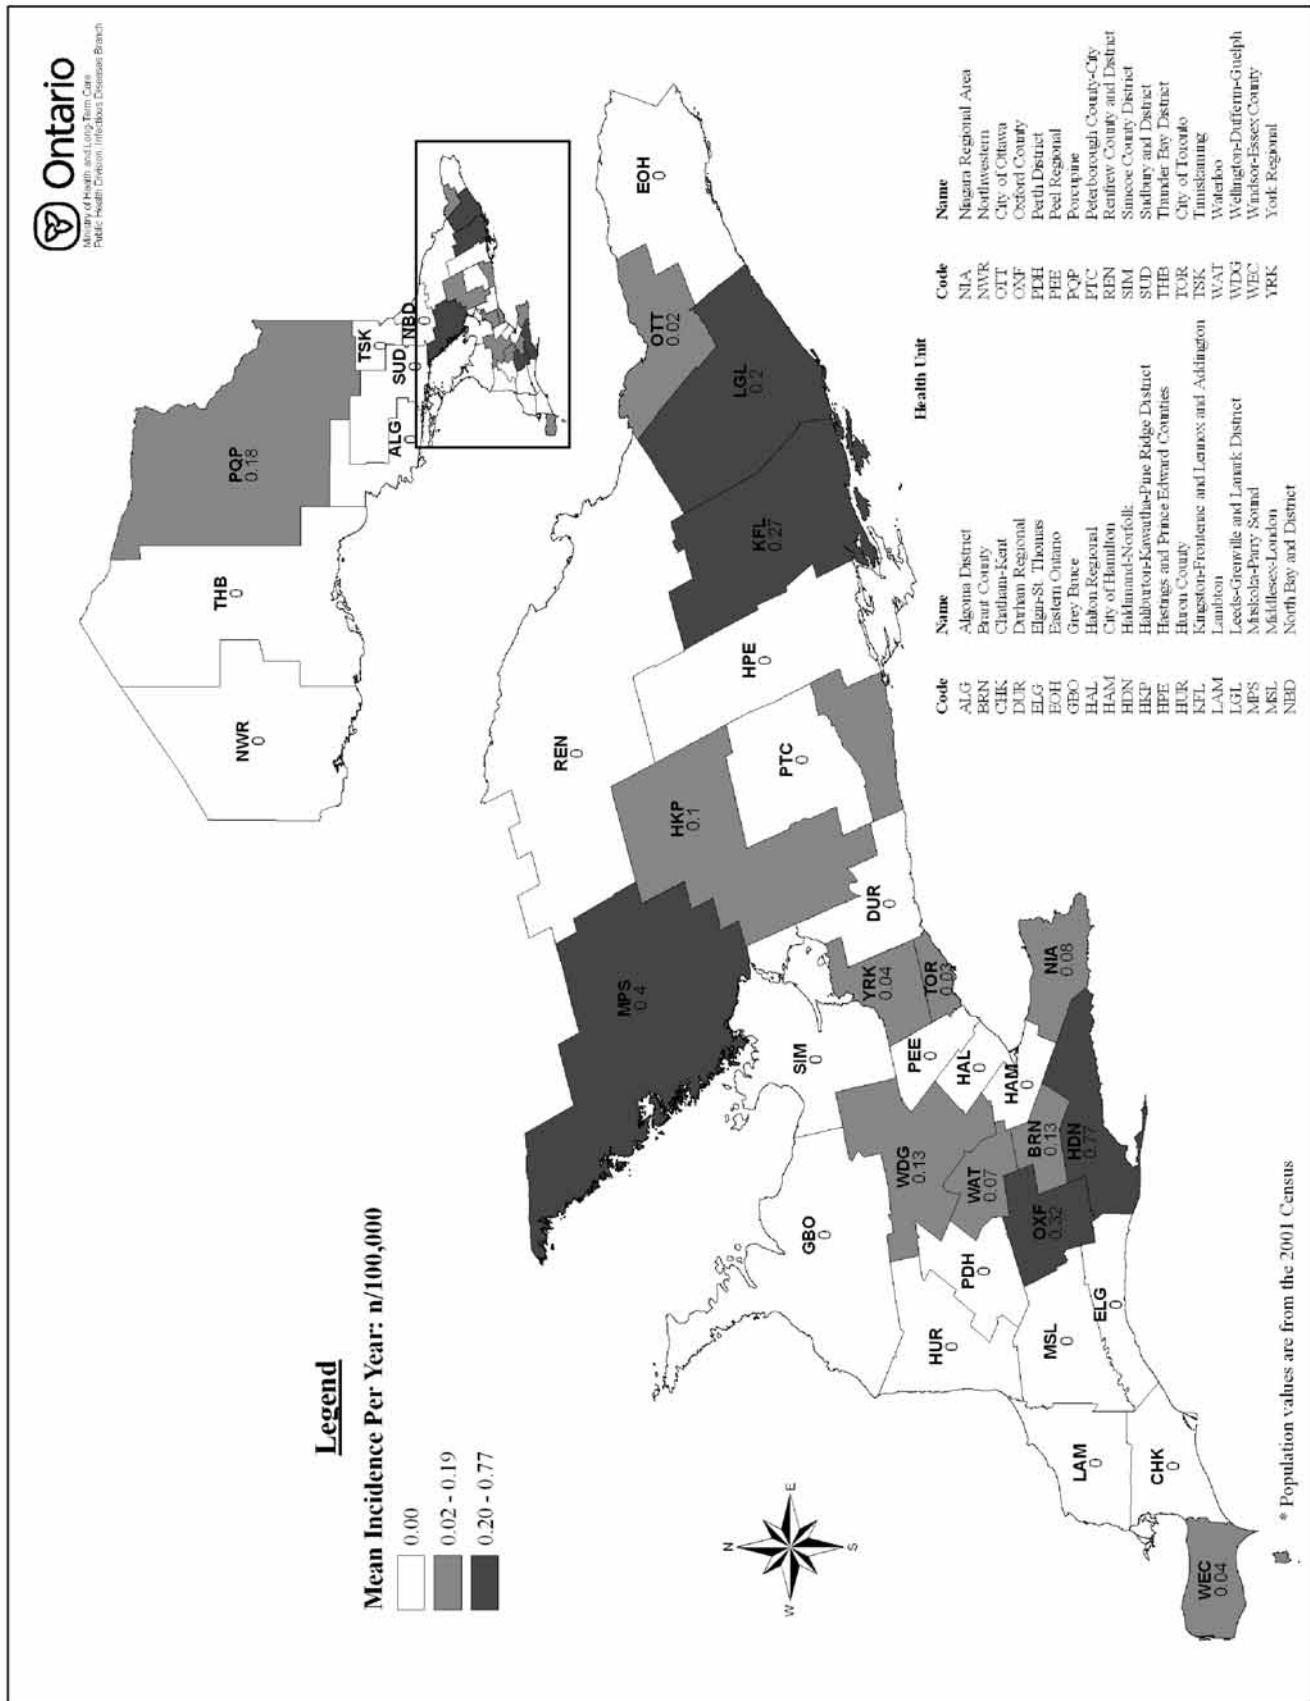 Ontario
Ministry of Health and Long-Term Care
Public Health Division, Infectious Diseases Branch
Legend
Mean Incidence Per Year: n/100,000
0.00
0.02 - 0.19
0.20 - 0.77
N
W
E
S
NWR
0
THB
0
PQP
0.18
TSK
0
ALG
0
SUD
0
NBD
0
REN
0
MPS
0.4
HKP
0.1
HPE
0
KFL
0.27
LGL
0.2
OTT
0.02
EOH
0
PTC
0
DUR
0
YRK
0.04
TOR
0.03
SIM
0
GBO
0
PEE
0
HAL
0
HAM
0
NIA
0.08
WDG
0.13
WAT
0.07
BRN
0.13
HDN
0.77
OXF
0.32
PDH
0
HUR
0
MSL
0
ELG
0
LAM
0
CHK
0
WEC
0.04
Health Unit
Code Name
ALG Algoma District
BRN Brant County
CHK Chatham-Kent
DUR Durham Regional
ELG Elgin-St. Thomas
EOH Eastern Ontario
GBO Grey Bruce
HAL Halton Regional
HAM City of Hamilton
HDN Haldimand-Norfolk
HKP Haliburton-Kawartha-Pine Ridge District
HPE Hastings and Prince Edward Counties
HUR Huron County
KFL Kingston-Frontenac and Lennox and Addington
LAM Lambton
LGL Leeds-Grenville and Lanark District
MPS Muskoka-Parry Sound
MSL Middlesex-London
NBD North Bay and District
Code Name
NIA Niagara Regional Area
NWR Northwestern
OTT City of Ottawa
OXF Oxford County
PDH Perth District
PEE Peel Regional
PQP Porcupine
PTC Peterborough County-City
REN Renfrew County and District
SIM Simcoe County District
SUD Sudbury and District
THB Thunder Bay District
TOR City of Toronto
TSK Timiskaming
WAT Waterloo
WDG Wellington-Dufferin-Guelph
WEC Windsor-Essex County
YRK York Regional
* Population values are from the 2001 Census